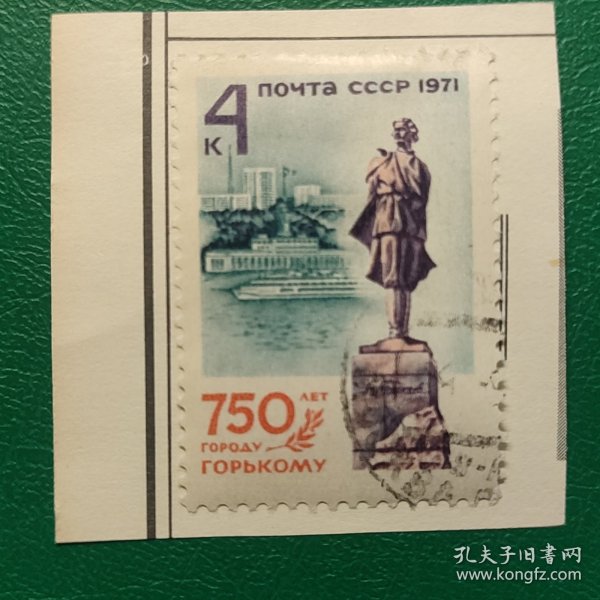 4
к
почта СССР 1971
750 ЛЕТ
ГОРОДУ
ГОРЬКОМУ
孔夫子旧书网
www.kongfz.com